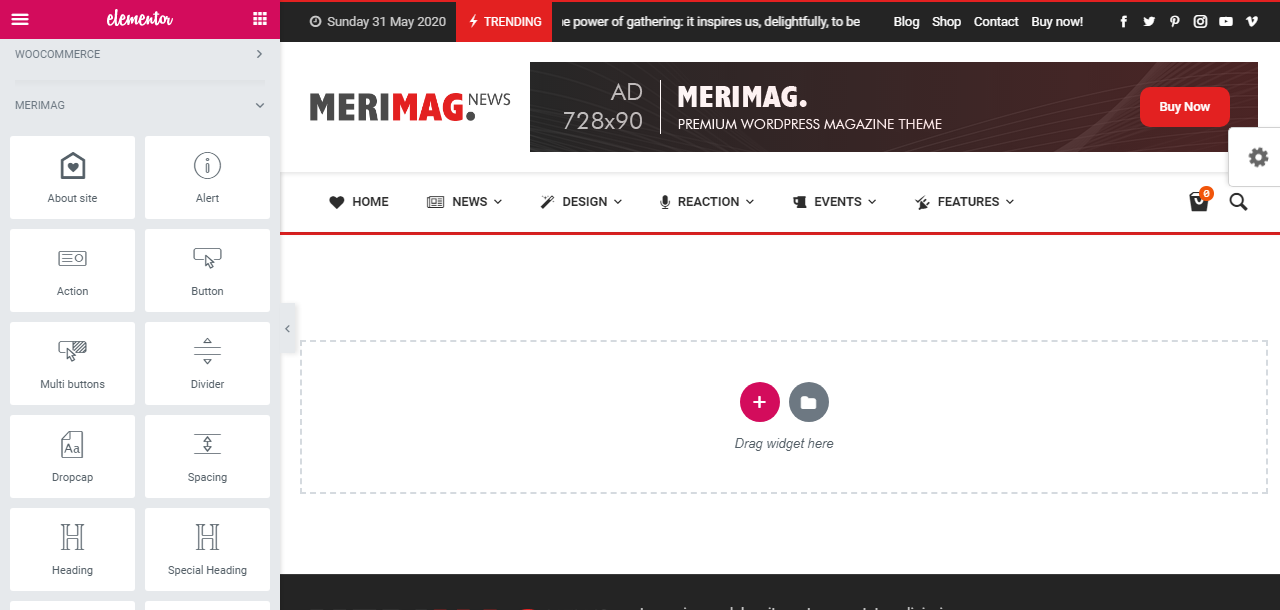 elementor
WOOCOMMERCE
MERIMAG
About site
Alert
Action
Button
Multi buttons
Divider
Aa
Dropcap
Spacing
Heading
Special Heading
Sunday 31 May 2020
TRENDING
power of gathering: it inspires us, delightfully, to be
Blog Shop Contact Buy now!
MERIMAG. NEWS
AD
728x90
MERIMAG.
PREMIUM WORDPRESS MAGAZINE THEME
Buy Now
HOME NEWS DESIGN REACTION EVENTS FEATURES
0
Drag widget here